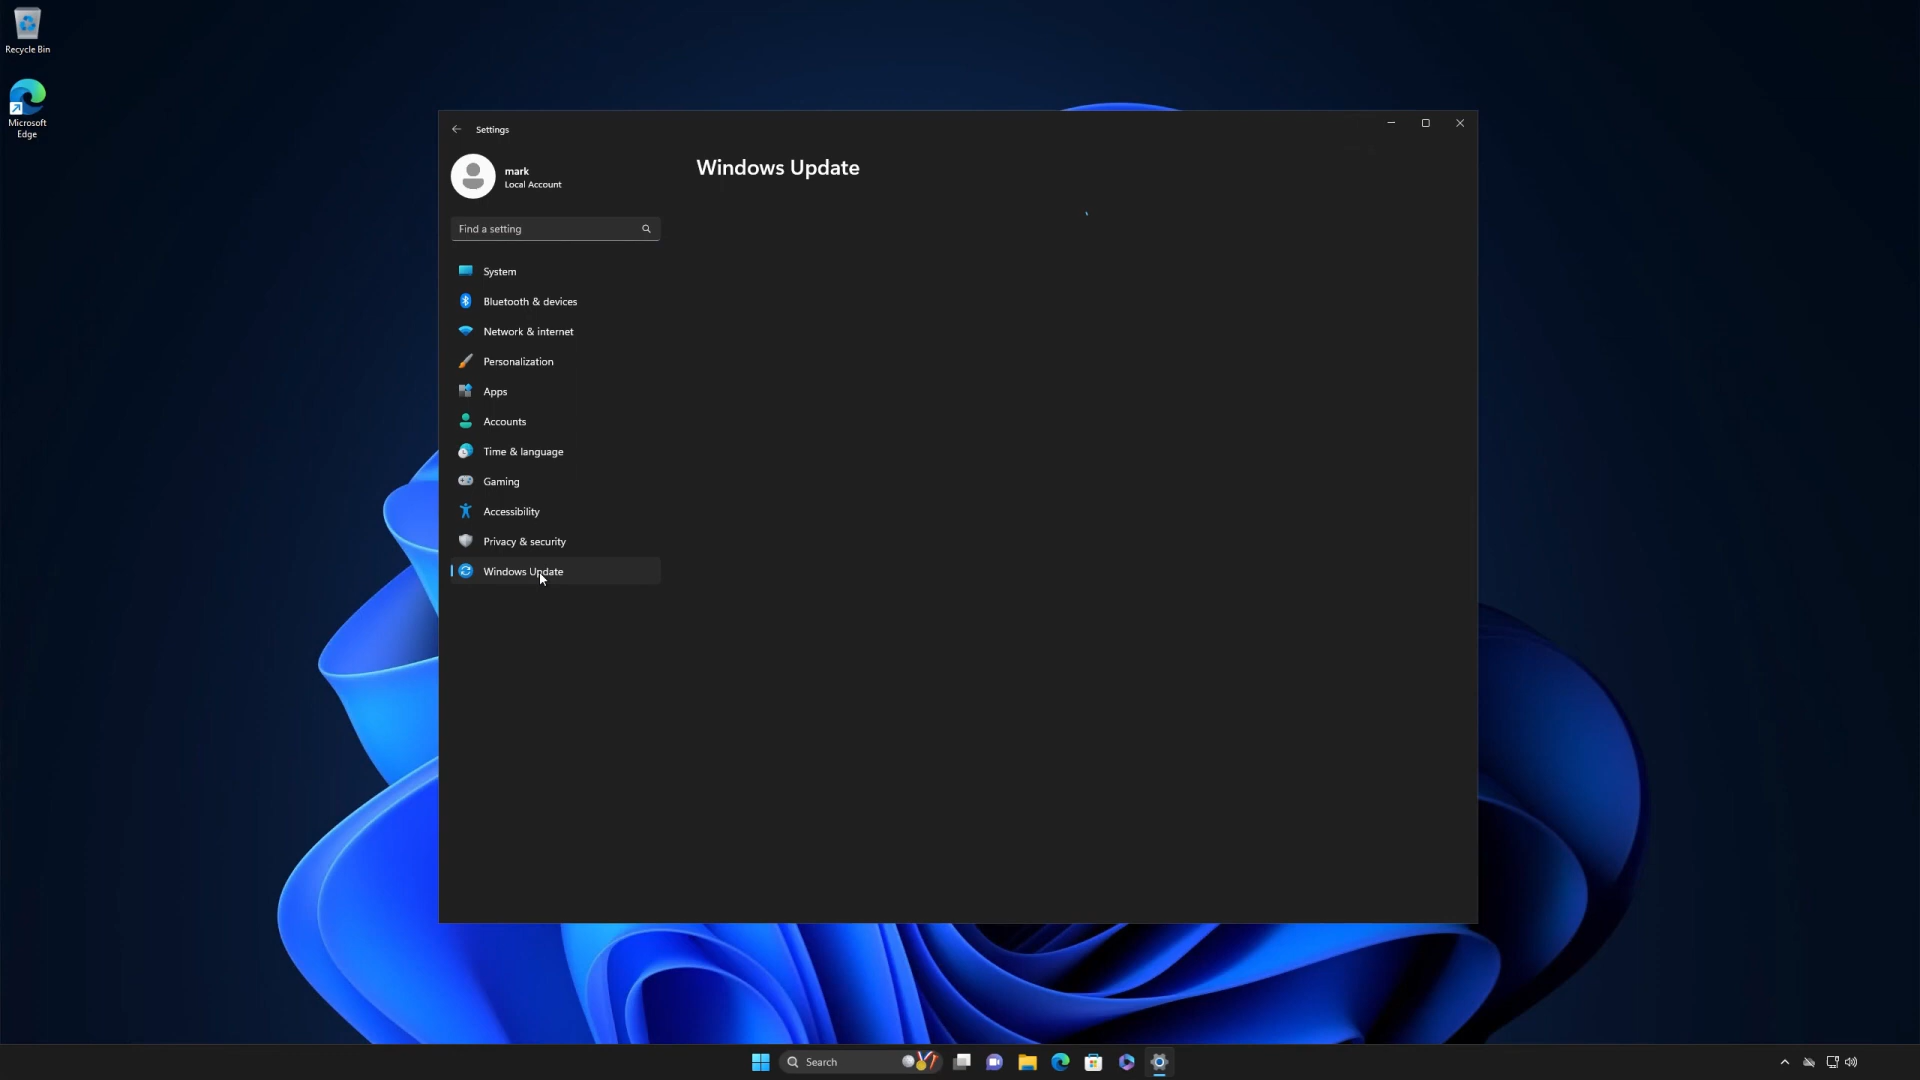 Recycle Bin
Microsoft
Edge
Settings
mark
Local Account
Find a setting
System
Bluetooth & devices
Network & internet
Personalization
Apps
Accounts
Time & language
Gaming
Accessibility
Privacy & security
Windows Update
Windows Update
Search